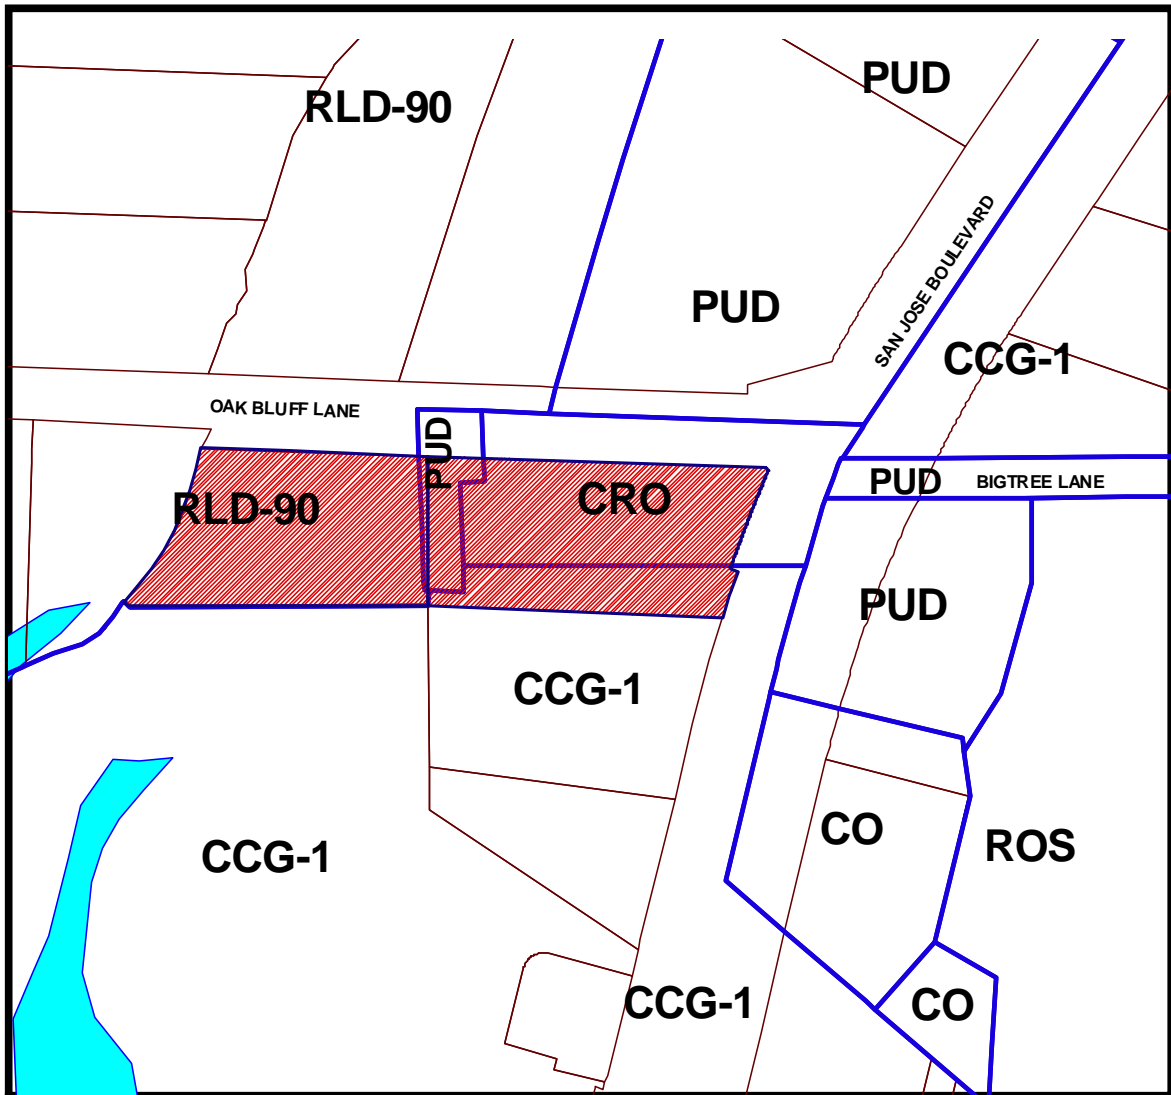 PUD
RLD-90
SAN JOSE BOULEVARD
PUD
CCG-1
OAK BLUFF LANE
PUD
PUD
BIGTREE LANE
CRO
RLD-90
PUD
CCG-1
CO
ROS
CCG-1
CCG-1
CO